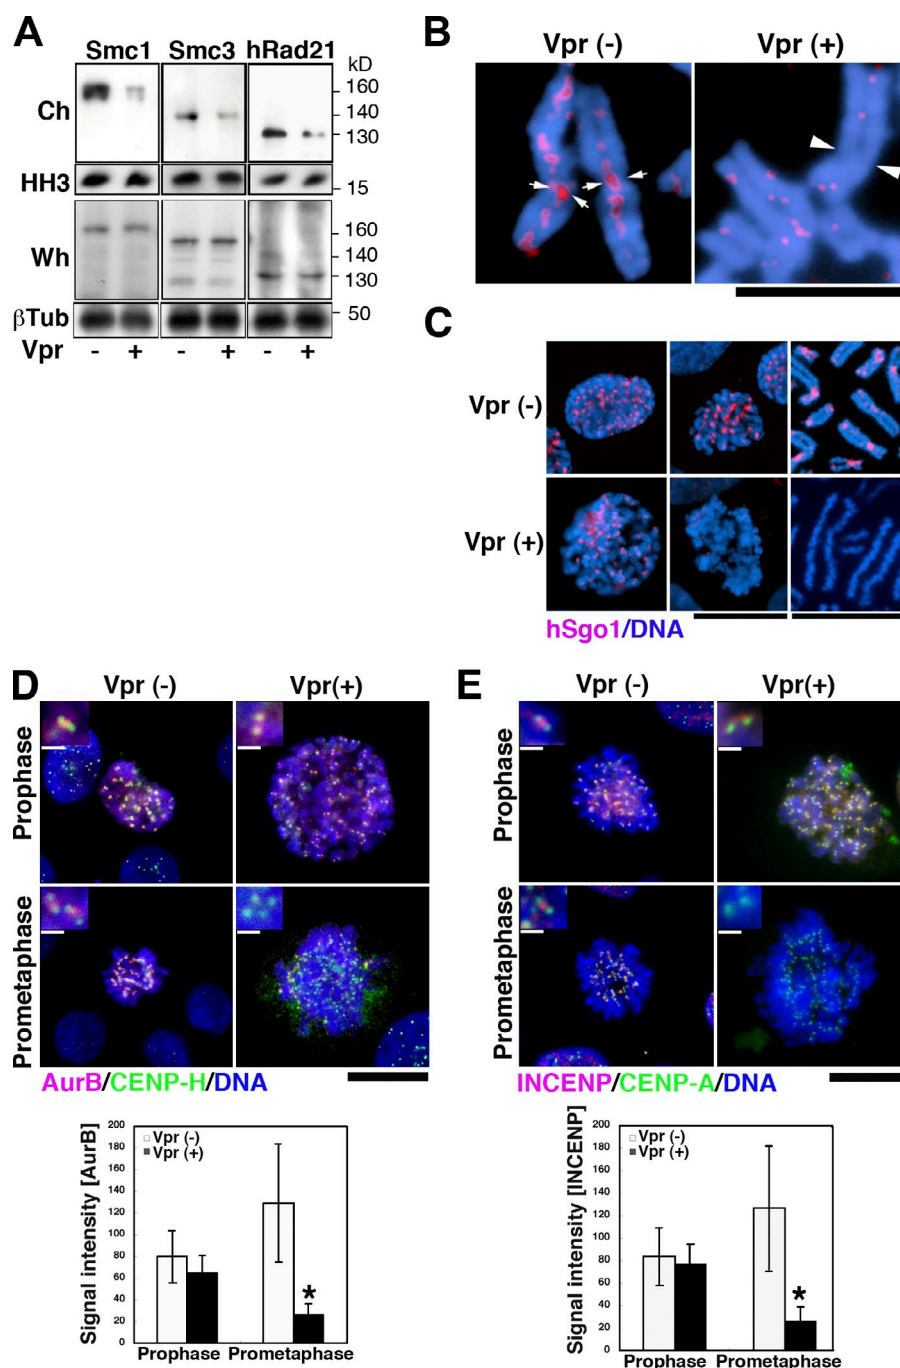 A
Smc1 Smc3 hRad21
kD
Ch
160
140
130
HH3
15
Wh
160
140
130
βTub
50
Vpr - + - + - +
B
Vpr (-) Vpr (+)
C
Vpr (-)
Vpr (+)
hSgo1/DNA
D
Vpr (-) Vpr(+)
Prophase
Prometaphase
AurB/CENP-H/DNA
Signal intensity [AurB]
200
180
160
140
120
100
80
60
40
20
0
Vpr (-)
Vpr (+)
*
Prophase Prometaphase
E
Vpr (-) Vpr(+)
Prophase
Prometaphase
INCENP/CENP-A/DNA
Signal intensity [INCENP]
200
180
160
140
120
100
80
60
40
20
0
Vpr (-)
Vpr (+)
*
Prophase Prometaphase